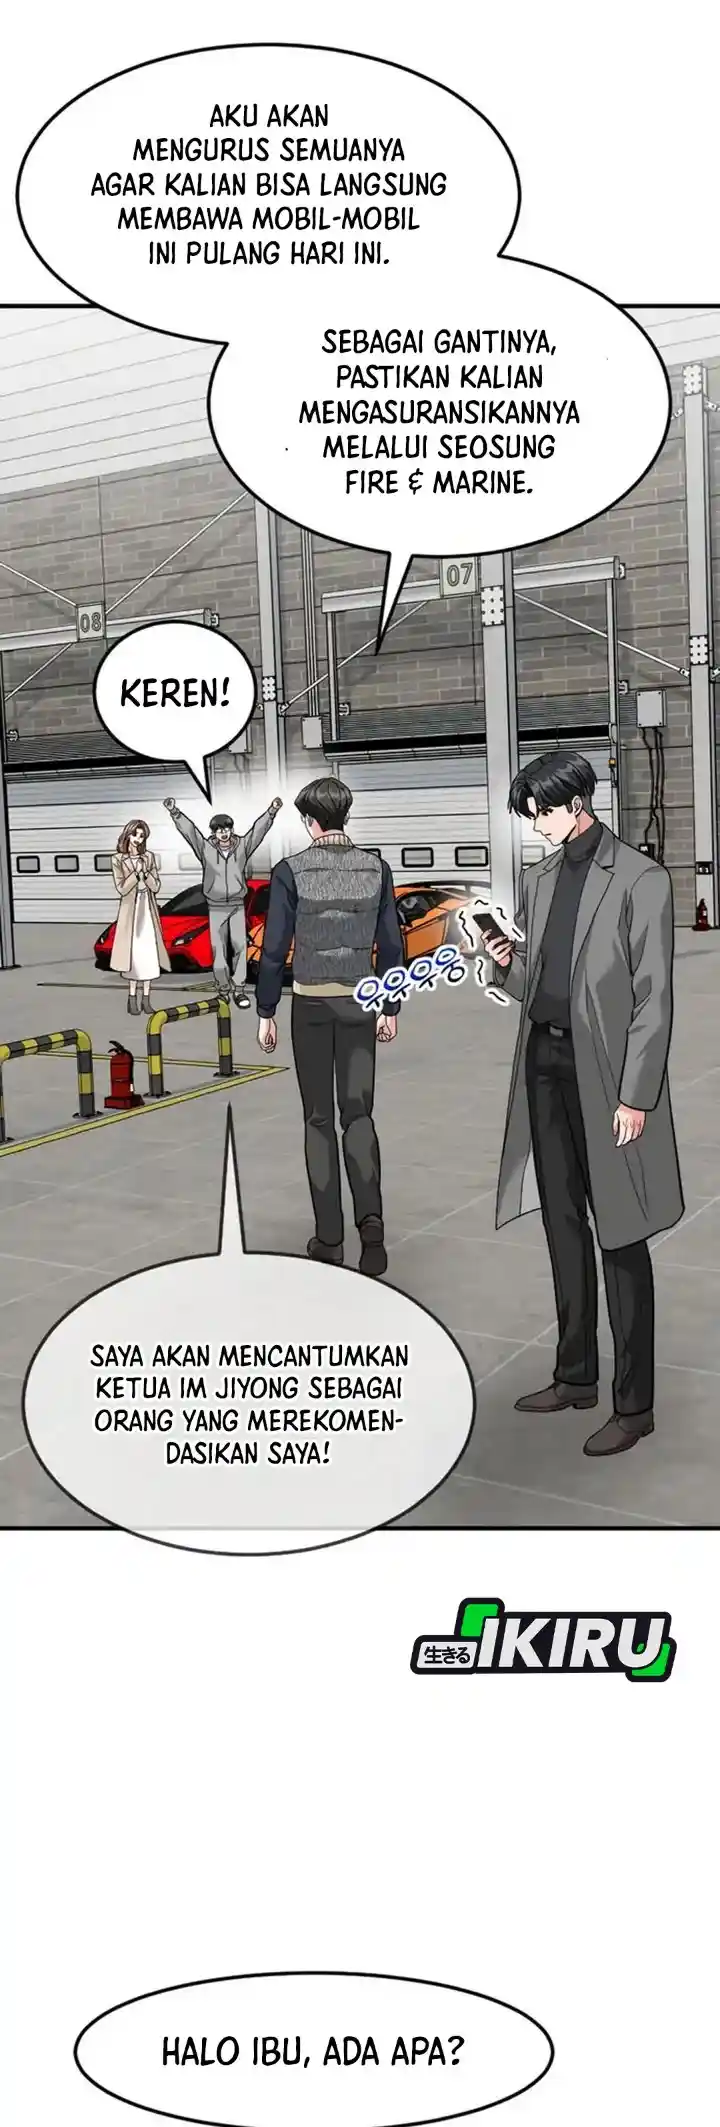 AKU AKAN
MENGURUS SEMUANYA
AGAR KALIAN BISA LANGSUNG
MEMBAWA MOBIL-MOBIL
INI PULANG HARI INI.
SEBAGAI GANTINYA,
PASTIKAN KALIAN
MENGASURANSIKANNYA
MELALUI SEOSUNG
FIRE & MARINE.
07
08
KEREN!
우우우웅
SAYA AKAN MENCANTUMKAN
KETUA IM JIYONG SEBAGAI
ORANG YANG MEREKOMEN-
DASIKAN SAYA!
生きる IKIRU
HALO IBU, ADA APA?